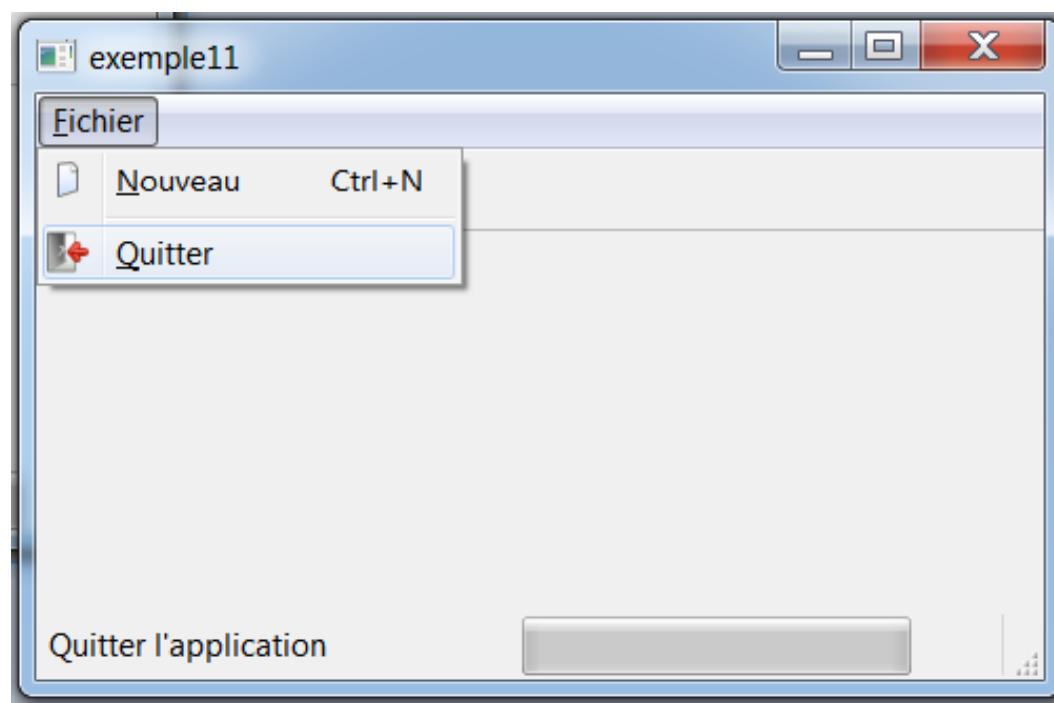 exemple11
Fichier
Nouveau Ctrl+N
Quitter
Quitter l'application